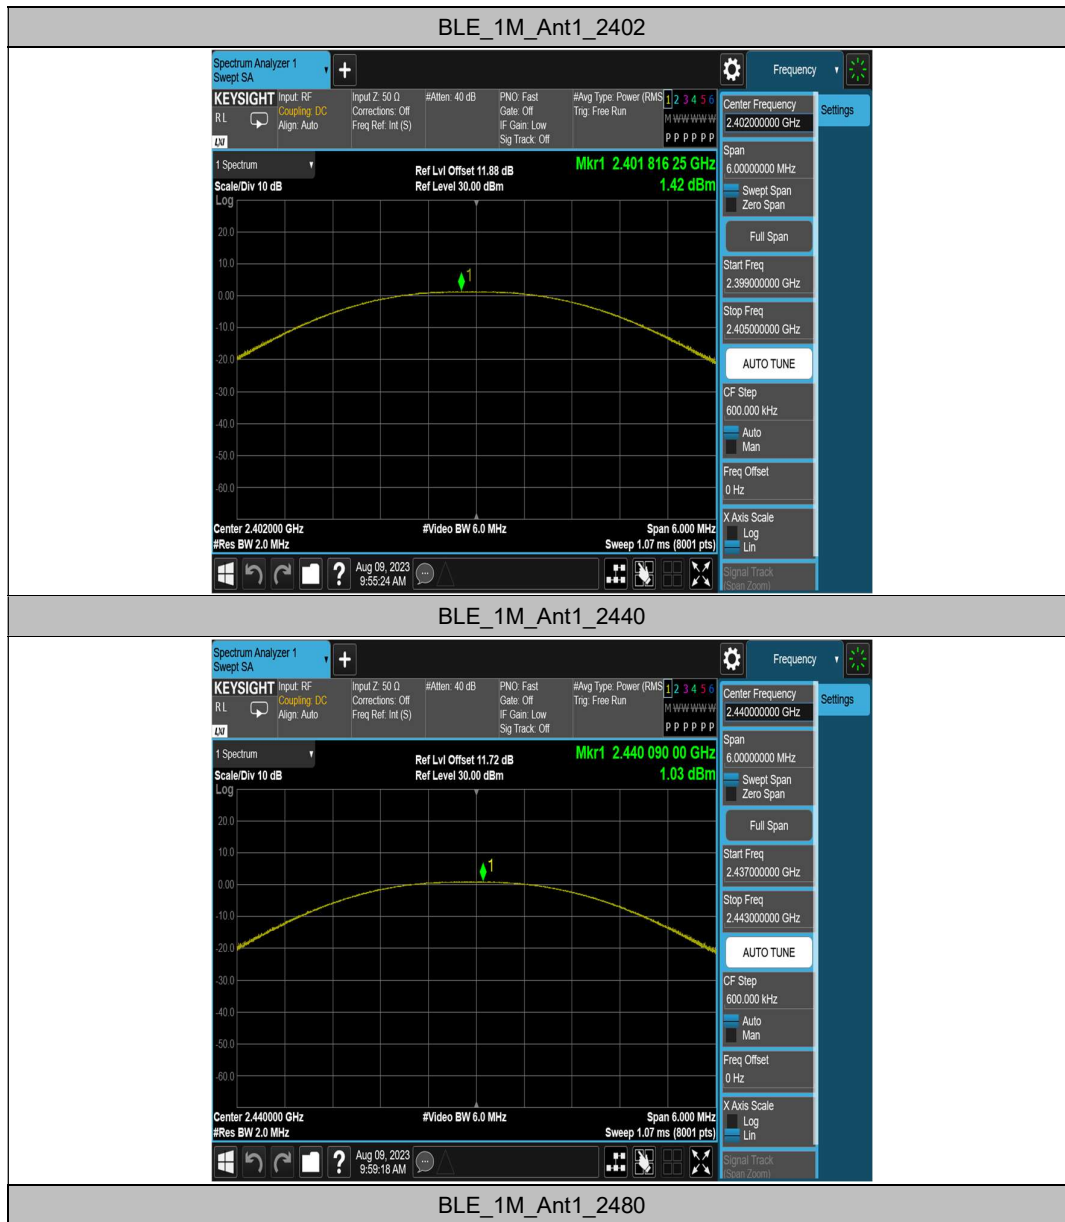 BLE_1M_Ant1_2402
Spectrum Analyzer 1
Swept SA
+
Frequency
KEYSIGHT
RL
LXI
Input: RF
Coupling: DC
Align: Auto
Input Z: 50 Ω
Corrections: Off
Freq Ref: Int (S)
#Atten: 40 dB
PNO: Fast
Gate: Off
IF Gain: Low
Sig Track: Off
#Avg Type: Power (RMS
Trig: Free Run
1 2 3 4 5 6
M W W W W W
P P P P P P
Center Frequency
2.402000000 GHz
Settings
Span
6.00000000 MHz
Swept Span
Zero Span
Full Span
Start Freq
2.399000000 GHz
Stop Freq
2.405000000 GHz
AUTO TUNE
CF Step
600.000 kHz
Auto
Man
Freq Offset
0 Hz
X Axis Scale
Log
Lin
Signal Track
(Span Zoom)
1 Spectrum
Scale/Div 10 dB
Ref Lvl Offset 11.88 dB
Ref Level 30.00 dBm
Mkr1 2.401 816 25 GHz
1.42 dBm
Log
20.0
10.0
1
0.00
-10.0
-20.0
-30.0
-40.0
-50.0
-60.0
Center 2.402000 GHz
#Video BW 6.0 MHz
Span 6.000 MHz
#Res BW 2.0 MHz
Sweep 1.07 ms (8001 pts)
?
Aug 09, 2023
9:55:24 AM
BLE_1M_Ant1_2440
Spectrum Analyzer 1
Swept SA
+
Frequency
KEYSIGHT
RL
LXI
Input: RF
Coupling: DC
Align: Auto
Input Z: 50 Ω
Corrections: Off
Freq Ref: Int (S)
#Atten: 40 dB
PNO: Fast
Gate: Off
IF Gain: Low
Sig Track: Off
#Avg Type: Power (RMS
Trig: Free Run
1 2 3 4 5 6
M W W W W W
P P P P P P
Center Frequency
2.440000000 GHz
Settings
Span
6.00000000 MHz
Swept Span
Zero Span
Full Span
Start Freq
2.437000000 GHz
Stop Freq
2.443000000 GHz
AUTO TUNE
CF Step
600.000 kHz
Auto
Man
Freq Offset
0 Hz
X Axis Scale
Log
Lin
Signal Track
(Span Zoom)
1 Spectrum
Scale/Div 10 dB
Ref Lvl Offset 11.72 dB
Ref Level 30.00 dBm
Mkr1 2.440 090 00 GHz
1.03 dBm
Log
20.0
10.0
1
0.00
-10.0
-20.0
-30.0
-40.0
-50.0
-60.0
Center 2.440000 GHz
#Video BW 6.0 MHz
Span 6.000 MHz
#Res BW 2.0 MHz
Sweep 1.07 ms (8001 pts)
?
Aug 09, 2023
9:59:18 AM
BLE_1M_Ant1_2480